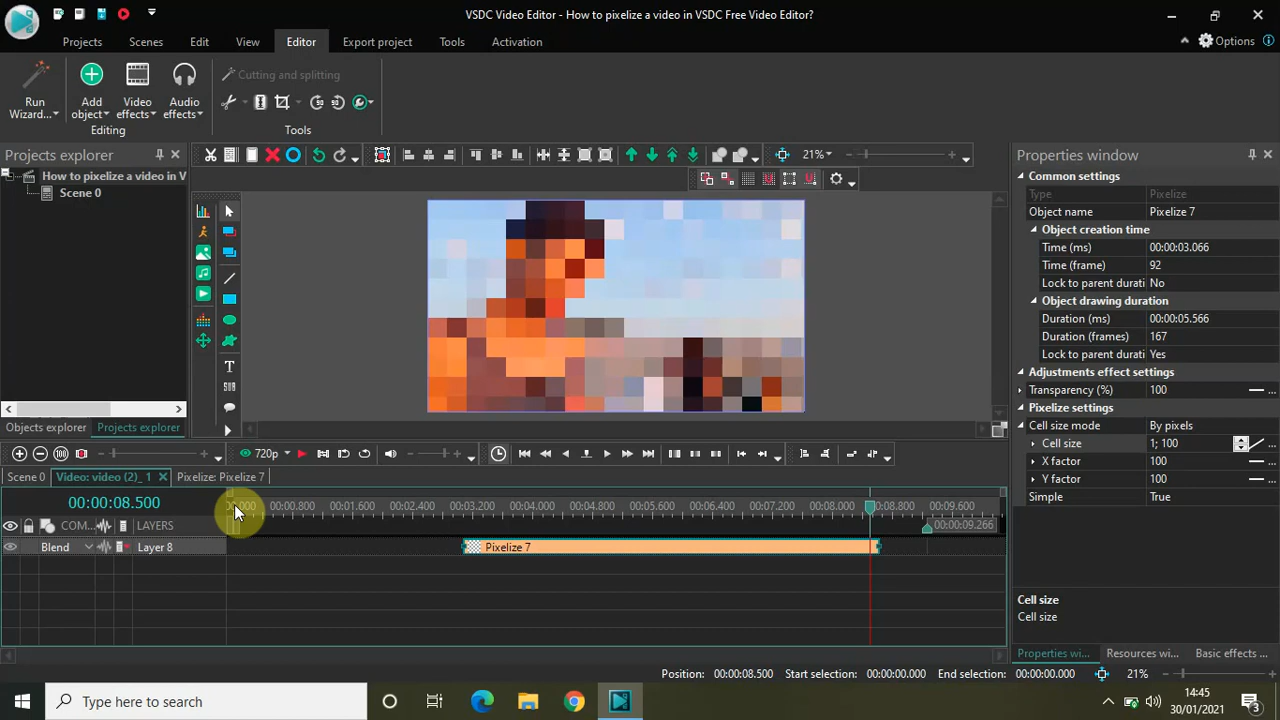 VSDC Video Editor - How to pixelize a video in VSDC Free Video Editor?
Projects Scenes Edit View Editor Export project Tools Activation Options
Run Wizard... Add object Video effects Audio effects Cutting and splitting
Editing Tools
Projects explorer
How to pixelize a video in V
Scene 0
Objects explorer Projects explorer
21%
Properties window
Common settings
Type Pixelize
Object name Pixelize 7
Object creation time
Time (ms) 00:00:03.066
Time (frame) 92
Lock to parent durati No
Object drawing duration
Duration (ms) 00:00:05.566
Duration (frames) 167
Lock to parent durati Yes
Adjustments effect settings
Transparency (%) 100 ...
Pixelize settings
Cell size mode By pixels
Cell size 1; 100 ...
X factor 100 ...
Y factor 100 ...
Simple True
Cell size
Cell size
Properties wi... Resources wi... Basic effects ...
T
SUB
720p
Scene 0 Video: video (2)_ 1 Pixelize: Pixelize 7
00:00:08.500
00.000 00:00.800 00:01.600 00:02.400 00:03.200 00:04.000 00:04.800 00:05.600 00:06.400 00:07.200 00:08.000 00:08.800 00:09.600
COM... LAYERS
00:00:09.266
Blend Layer 8 Pixelize 7
Position: 00:00:08.500 Start selection: 00:00:00.000 End selection: 00:00:00.000 21%
Type here to search
14:45
30/01/2021
3